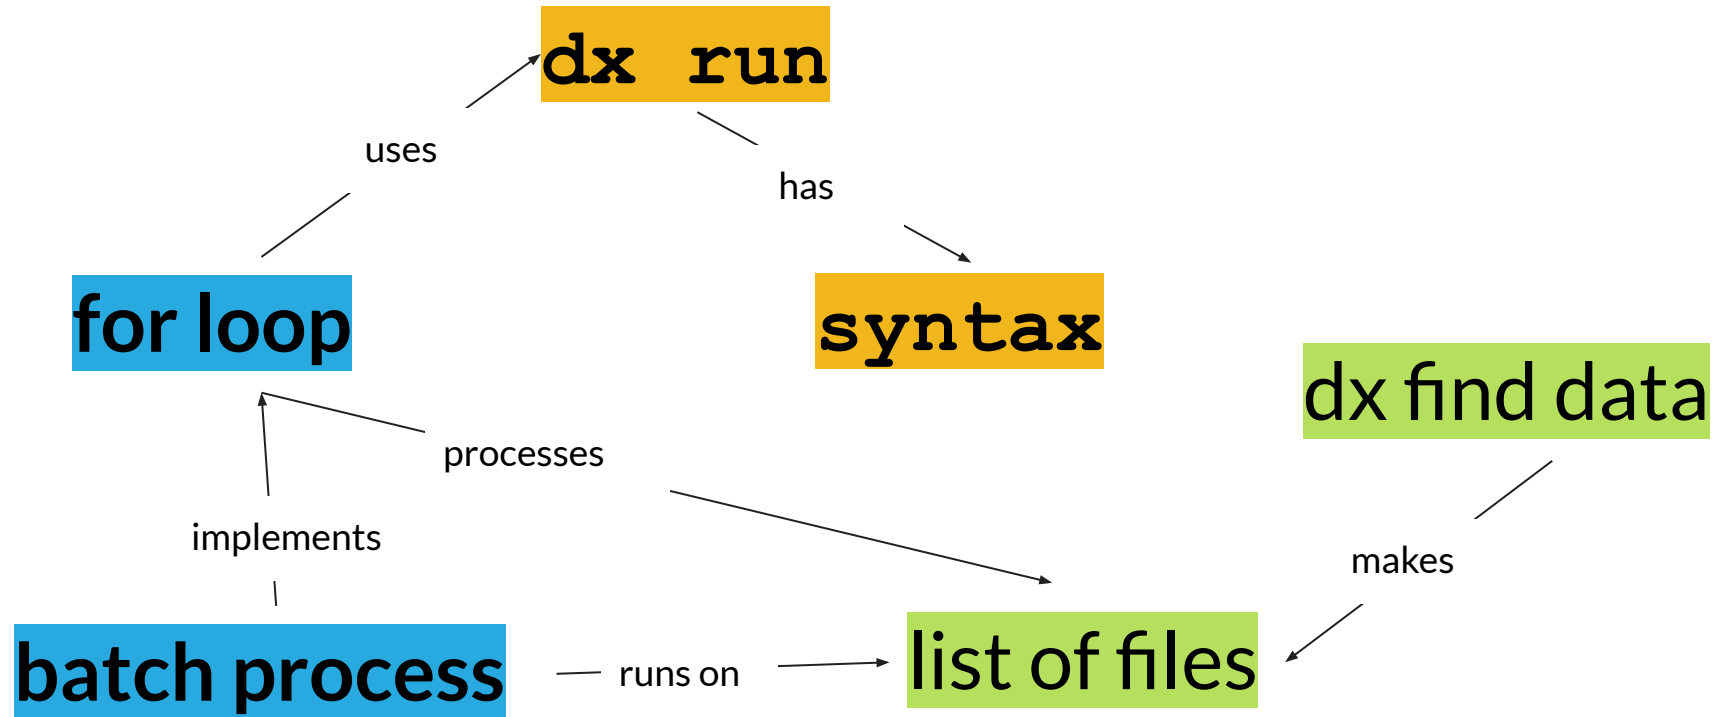 dx run
uses
has
for loop
syntax
dx find data
processes
implements
makes
batch process
runs on
list of files